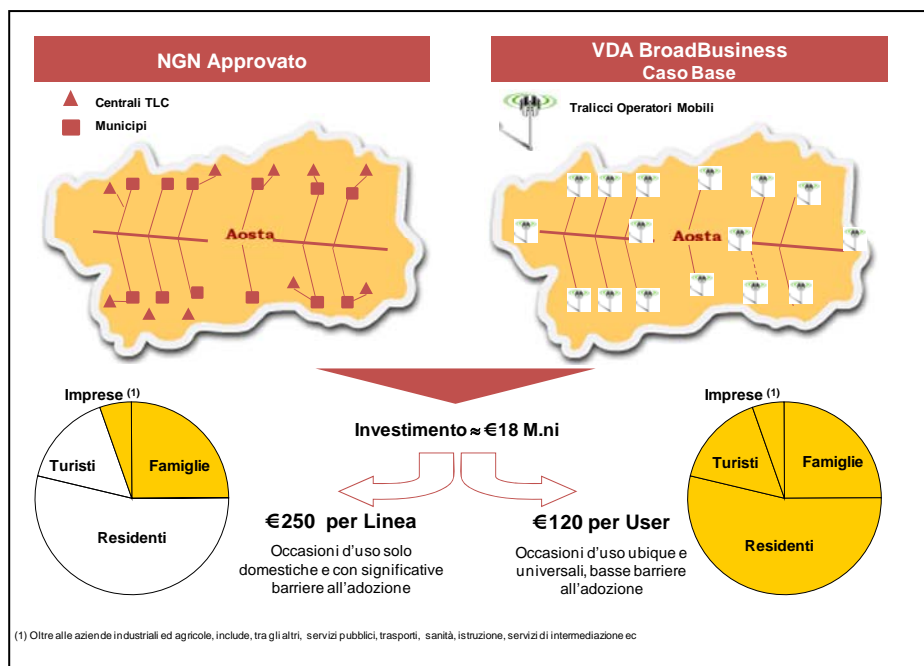 NGN Approvato
Centrali TLC
Municipi
Aosta
VDA BroadBusiness
Caso Base
Tralicci Operatori Mobili
Aosta
Imprese (1)
Turisti
Famiglie
Residenti
Investimento ≈ €18 M.ni
€250 per Linea
Occasioni d'uso solo
domestiche e con significative
barriere all'adozione
€120 per User
Occasioni d'uso ubique e
universali, basse barriere
all'adozione
Imprese (1)
Turisti
Famiglie
Residenti
(1) Oltre alle aziende industriali ed agricole, include, tra gli altri, servizi pubblici, trasporti, sanità, istruzione, servizi di intermediazione ec